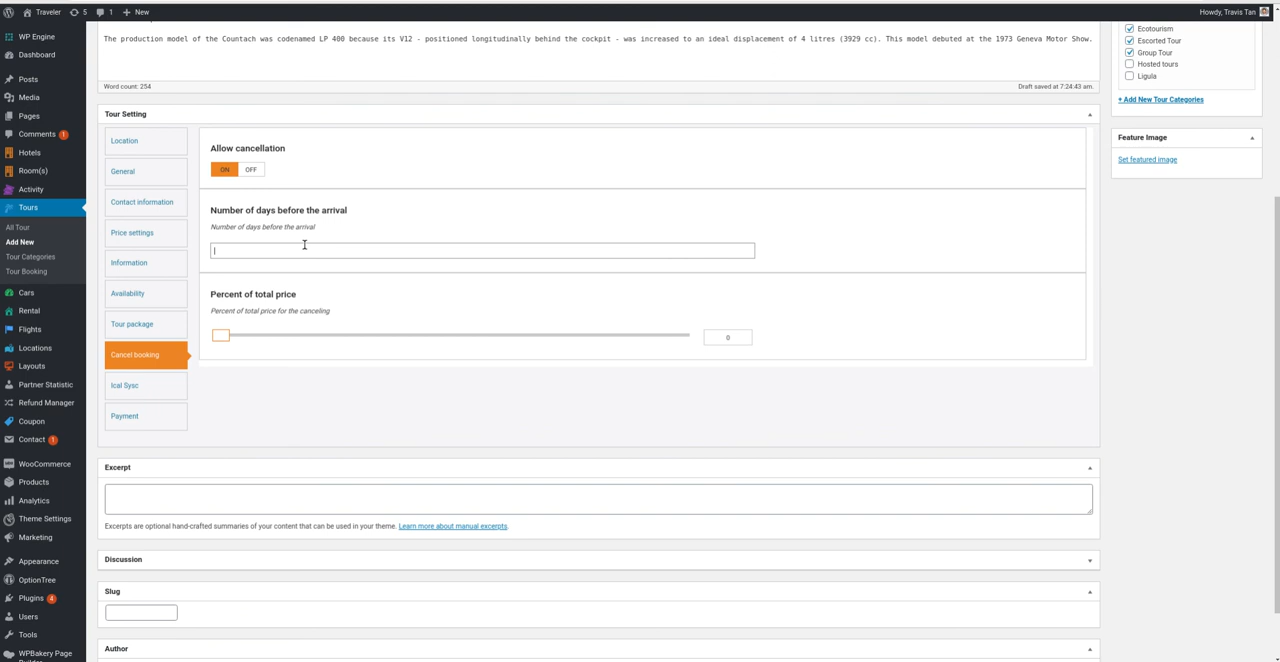 Traveler
5
1
New
Howdy, Travis Tan
WP Engine
Dashboard
Posts
Media
Pages
Comments 1
Hotels
Room(s)
Activity
Tours
All Tour
Add New
Tour Categories
Tour Booking
Cars
Rental
Flights
Locations
Layouts
Partner Statistic
Refund Manager
Coupon
Contact 1
WooCommerce
Products
Analytics
Theme Settings
Marketing
Appearance
OptionTree
Plugins 4
Users
Tools
WPBakery Page
The production model of the Countach was codenamed LP 400 because its V12 - positioned longitudinally behind the cockpit - was increased to an ideal displacement of 4 litres (3929 cc). This model debuted at the 1973 Geneva Motor Show.
Word count: 254
Draft saved at 7:24:43 am.
Tour Setting
Location
General
Contact information
Price settings
Information
Availability
Tour package
Cancel booking
Ical Sysc
Payment
Allow cancellation
ON OFF
Number of days before the arrival
Number of days before the arrival
Percent of total price
Percent of total price for the canceling
0
Excerpt
Excerpts are optional hand-crafted summaries of your content that can be used in your theme. Learn more about manual excerpts.
Discussion
Slug
Author
Ecotourism
Escorted Tour
Group Tour
Hosted tours
Ligula
+ Add New Tour Categories
Feature Image
Set featured image